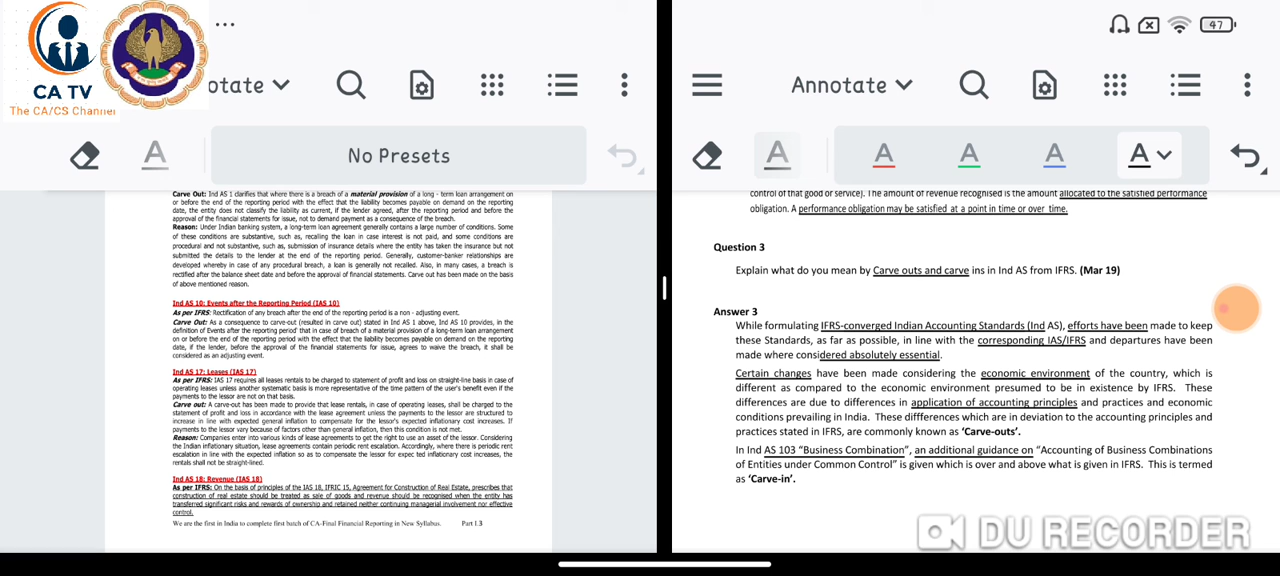 ...
47
CA TV
The CA/CS Channel
otate
Annotate
A
No Presets
A
A
A
A
A
Carve Out: Ind AS 1 clarifies that where there is a breach of a material provision of a long - term loan arrangement on
or before the end of the reporting period with the effect that the liability becomes payable on demand on the reporting
date, the entity does not classify the liability as current, if the lender agreed, after the reporting period and before the
approval of the financial statements for issue, not to demand payment as a consequence of the breach.
Reason: Under Indian banking system, a long-term loan agreement generally contains a large number of conditions. Some
of these conditions are substantive, such as, recalling the loan in case interest is not paid, and some conditions are
procedural and not substantive, such as, submission of insurance details where the entity has taken the insurance but not
submitted the details to the lender at the end of the reporting period. Generally, customer-banker relationships are
developed whereby in case of any procedural breach, a loan is generally not recalled. Also, in many cases, a breach is
rectified after the balance sheet date and before the approval of financial statements. Carve out has been made on the basis
of above mentioned reason.
Ind AS 10: Events after the Reporting Period (IAS 10)
As per IFRS: Rectification of any breach after the end of the reporting period is a non - adjusting event.
Carve Out: As a consequence to carve-out (resulted in carve out) stated in Ind AS 1 above, Ind AS 10 provides, in the
definition of Events after the reporting period' that in case of breach of a material provision of a long-term loan arrangement
on or before the end of the reporting period with the effect that the liability becomes payable on demand on the reporting
date, if the lender, before the approval of the financial statements for issue, agrees to waive the breach, it shall be
considered as an adjusting event.
Ind AS 17: Leases (IAS 17)
As per IFRS: IAS 17 requires all leases rentals to be charged to statement of profit and loss on straight-line basis in case of
operating leases unless another systematic basis is more representative of the time pattern of the user's benefit even if the
payments to the lessor are not on that basis.
Carve out: A carve-out has been made to provide that lease rentals, in case of operating leases, shall be charged to the
statement of profit and loss in accordance with the lease agreement unless the payments to the lessor are structured to
increase in line with expected general inflation to compensate for the lessor's expected inflationary cost increases. If
payments to the lessor vary because of factors other than general inflation, then this condition is not met.
Reason: Companies enter into various kinds of lease agreements to get the right to use an asset of the lessor. Considering
the Indian inflationary situation, lease agreements contain periodic rent escalation. Accordingly, where there is periodic rent
escalation in line with the expected inflation so as to compensate the lessor for expec ted inflationary cost increases, the
rentals shall not be straight-lined.
Ind AS 18: Revenue (IAS 18)
As per IFRS: On the basis of principles of the IAS 18, IFRIC 15, Agreement for Construction of Real Estate, prescribes that
construction of real estate should be treated as sale of goods and revenue should be recognised when the entity has
transferred significant risks and rewards of ownership and retained neither continuing managerial involvement nor effective
control.
We are the first in India to complete first batch of CA-Final Financial Reporting in New Syllabus. Part 1.3
control of that good or service). The amount of revenue recognised is the amount allocated to the satisfied performance
obligation. A performance obligation may be satisfied at a point in time or over time.
Question 3
Explain what do you mean by Carve outs and carve ins in Ind AS from IFRS. (Mar 19)
Answer 3
While formulating IFRS-converged Indian Accounting Standards (Ind AS), efforts have been made to keep
these Standards, as far as possible, in line with the corresponding IAS/IFRS and departures have been
made where considered absolutely essential.
Certain changes have been made considering the economic environment of the country, which is
different as compared to the economic environment presumed to be in existence by IFRS. These
differences are due to differences in application of accounting principles and practices and economic
conditions prevailing in India. These diffferences which are in deviation to the accounting principles and
practices stated in IFRS, are commonly known as ‘Carve-outs’.
In Ind AS 103 “Business Combination”, an additional guidance on “Accounting of Business Combinations
of Entities under Common Control” is given which is over and above what is given in IFRS. This is termed
as ‘Carve-in’.
DU RECORDER